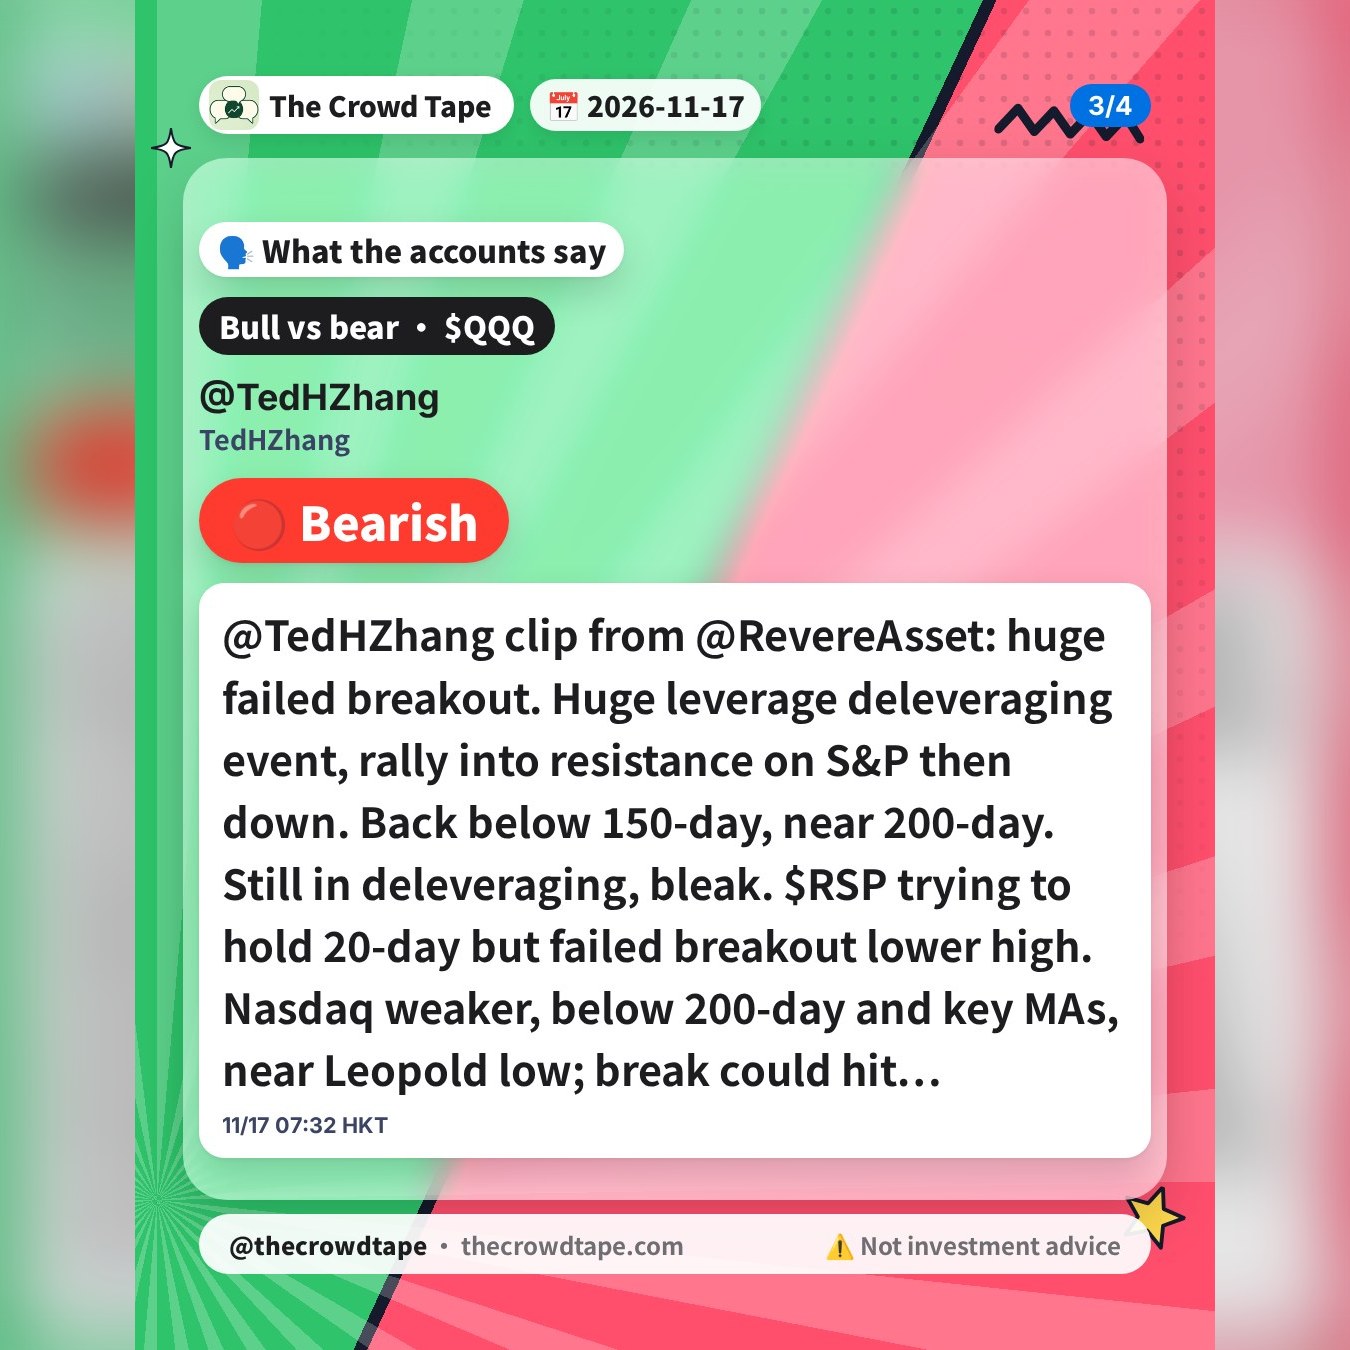 The Crowd Tape
2026-11-17
3/4
What the accounts say
Bull vs bear • $QQQ
@TedHZhang
TedHZhang
Bearish
@TedHZhang clip from @RevereAsset: huge
failed breakout. Huge leverage deleveraging
event, rally into resistance on S&P then
down. Back below 150-day, near 200-day.
Still in deleveraging, bleak. $RSP trying to
hold 20-day but failed breakout lower high.
Nasdaq weaker, below 200-day and key MAs,
near Leopold low; break could hit…
11/17 07:32 HKT
@thecrowdtape • thecrowdtape.com
⚠️ Not investment advice